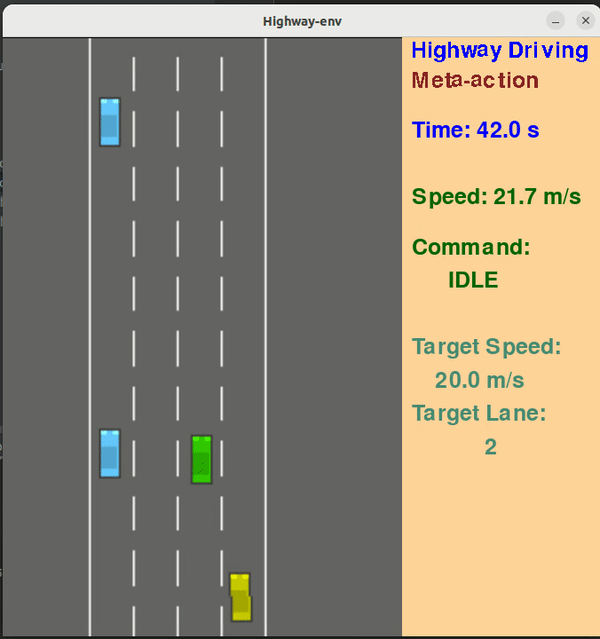 Highway-env
Highway Driving
Meta-action
Time: 42.0 s
Speed: 21.7 m/s
Command:
IDLE
Target Speed:
20.0 m/s
Target Lane:
2